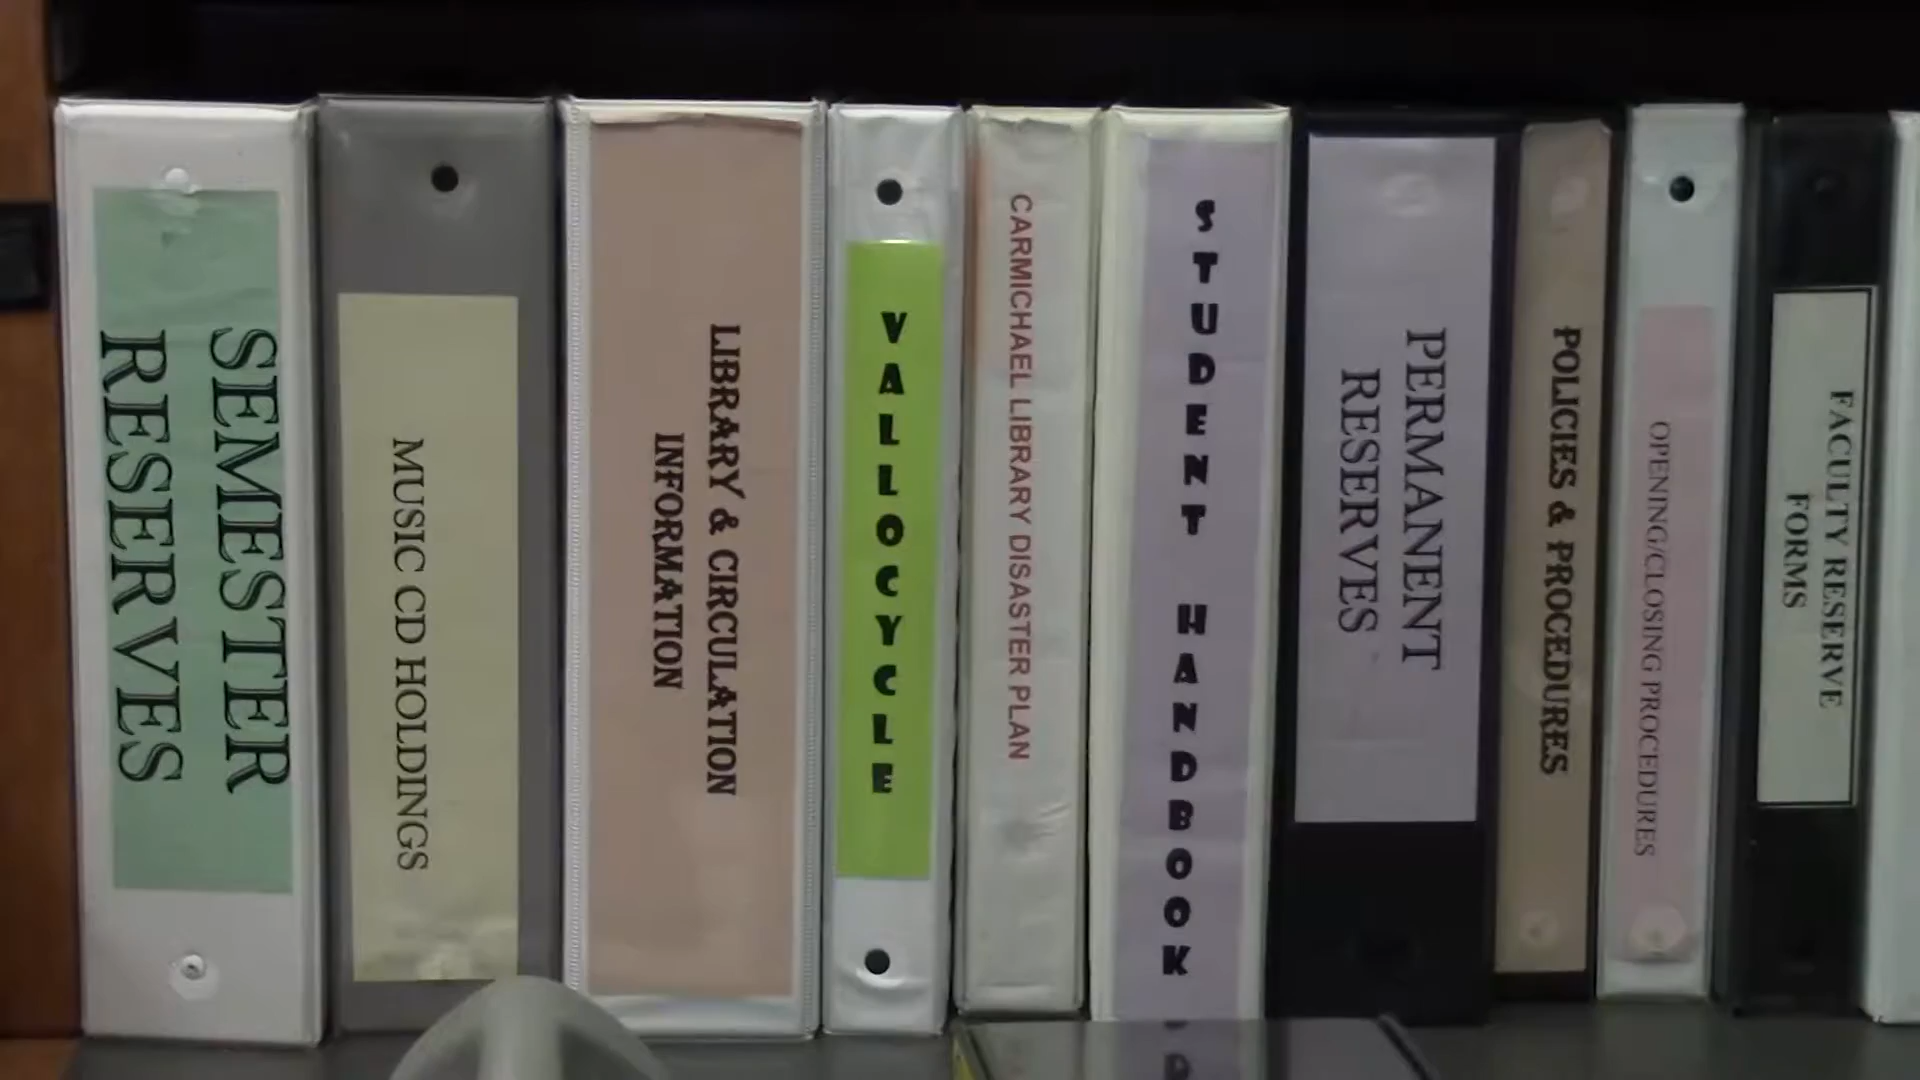 SEMESTER
RESERVES
MUSIC CD HOLDINGS
LIBRARY & CIRCULATION
INFORMATION
VALLOCYCLE
CARMICHAEL LIBRARY DISASTER PLAN
STUDENT HANDBOOK
PERMANENT
RESERVES
POLICIES & PROCEDURES
OPENING/CLOSING PROCEDURES
FACULTY RESERVE
FORMS